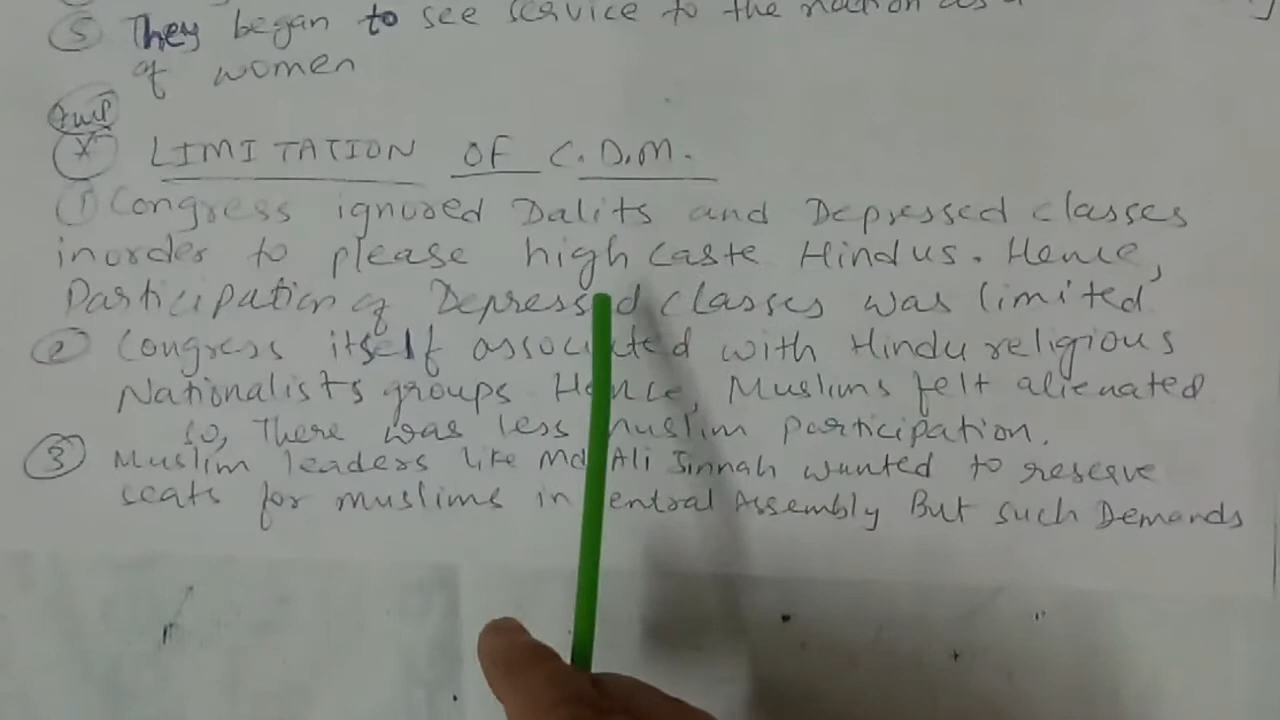 ⑤ They began to see service to the nation as a
of women
Imp
* LIMITATION OF C.D.M.
① Congress ignored Dalits and Depressed classes
inorder to please high caste Hindus. Hence,
Participation of Depressed classes was limited
② Congress itself associated with Hindu religious
Nationalists groups Hence, Muslims felt alienated
so, There was less muslim participation.
③ Muslim leaders like Md Ali Jinnah wanted to reserve
seats for muslims in entral Assembly But such Demands